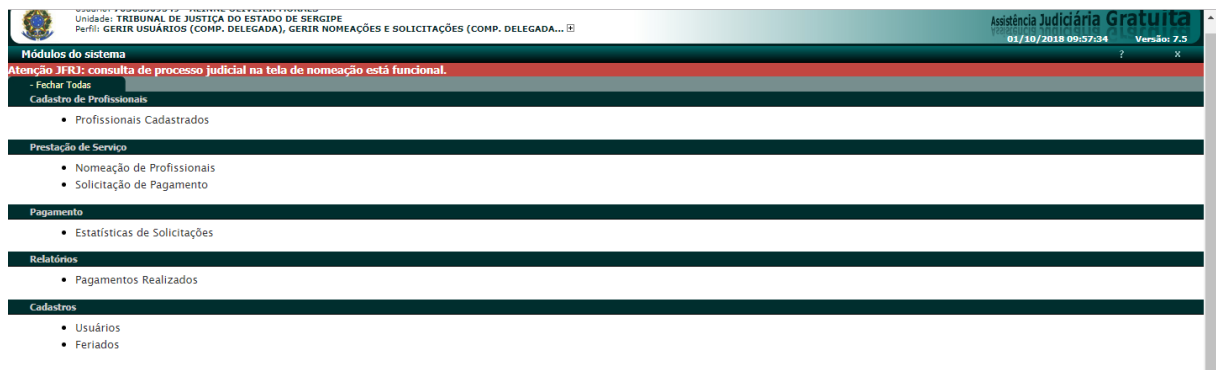 Unidade: TRIBUNAL DE JUSTIÇA DO ESTADO DE SERGIPE
Perfil: GERIR USUÁRIOS (COMP. DELEGADA), GERIR NOMEAÇÕES E SOLICITAÇÕES (COMP. DELEGADA...
Assistência Judiciária Gratuita
01/10/2018 09:57:34 Versão: 7.5
Módulos do sistema ? x
Atenção JFRJ: consulta de processo judicial na tela de nomeação está funcional.
- Fechar Todas
Cadastro de Profissionais
Profissionais Cadastrados
Prestação de Serviço
Nomeação de Profissionais
Solicitação de Pagamento
Pagamento
Estatísticas de Solicitações
Relatórios
Pagamentos Realizados
Cadastros
Usuários
Feriados